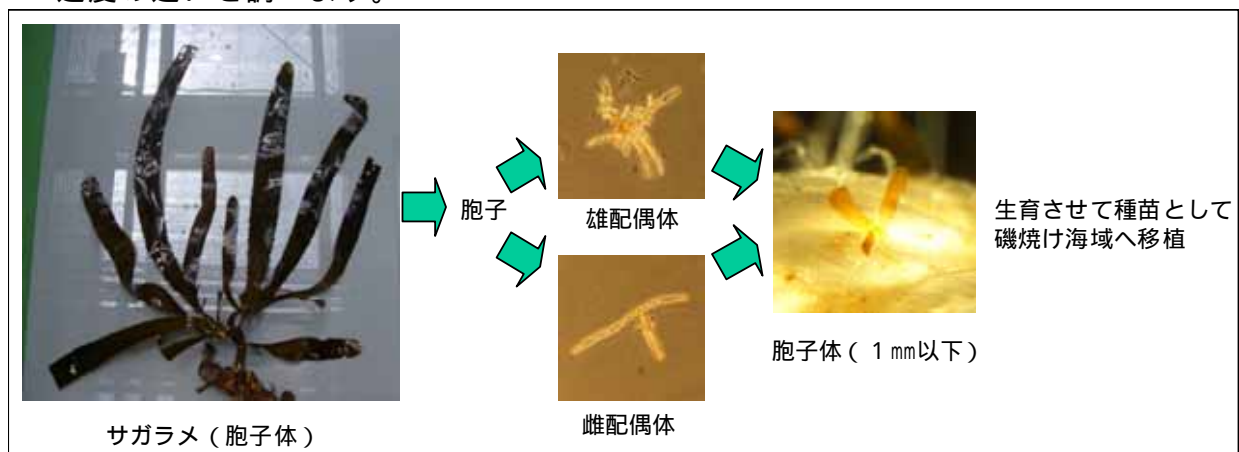 サガラメ(胞子体)
胞子
雄配偶体
雌配偶体
胞子体(1㎜以下)
生育させて種苗として
磯焼け海域へ移植